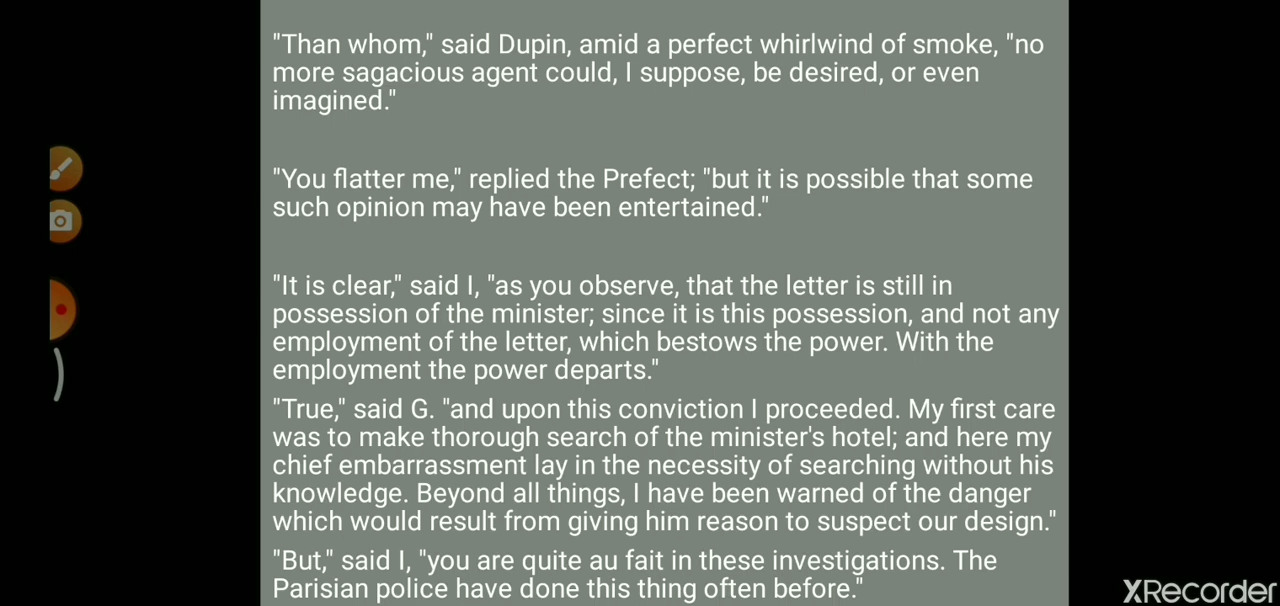 "Than whom," said Dupin, amid a perfect whirlwind of smoke, "no
more sagacious agent could, I suppose, be desired, or even
imagined."
"You flatter me," replied the Prefect; "but it is possible that some
such opinion may have been entertained."
"It is clear," said I, "as you observe, that the letter is still in
possession of the minister; since it is this possession, and not any
employment of the letter, which bestows the power. With the
employment the power departs."
"True," said G. "and upon this conviction I proceeded. My first care
was to make thorough search of the minister's hotel; and here my
chief embarrassment lay in the necessity of searching without his
knowledge. Beyond all things, I have been warned of the danger
which would result from giving him reason to suspect our design."
"But," said I, "you are quite au fait in these investigations. The
Parisian police have done this thing often before."
XRecorder